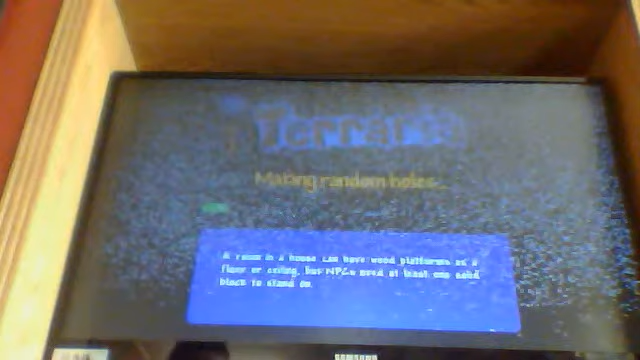 Terraria
Making random holes...
A room in a house can have wood platforms as a
floor or ceiling, but NPCs need at least one solid
block to stand on.
SAMSUNG